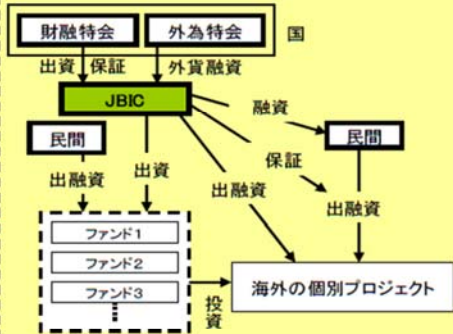 財融特会
外為特会
国
出資 保証
外貨融資
JBIC
融資
民間
民間
保証
出資
出融資
出融資
出融資
ファンド1
ファンド2
ファンド3
投資
海外の個別プロジェクト